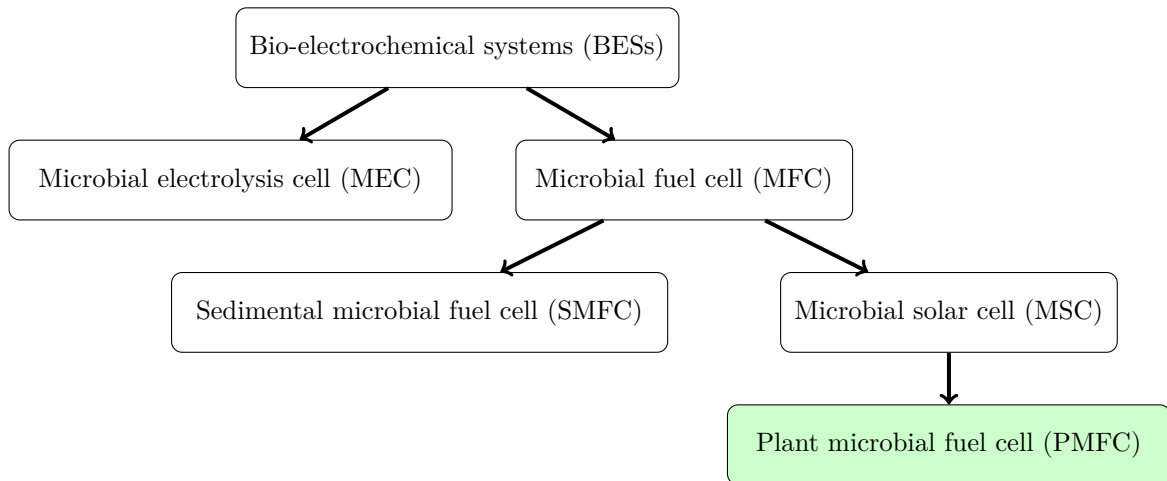 Bio-electrochemical systems (BESs)
Microbial electrolysis cell (MEC)
Microbial fuel cell (MFC)
Sedimental microbial fuel cell (SMFC)
Microbial solar cell (MSC)
Plant microbial fuel cell (PMFC)